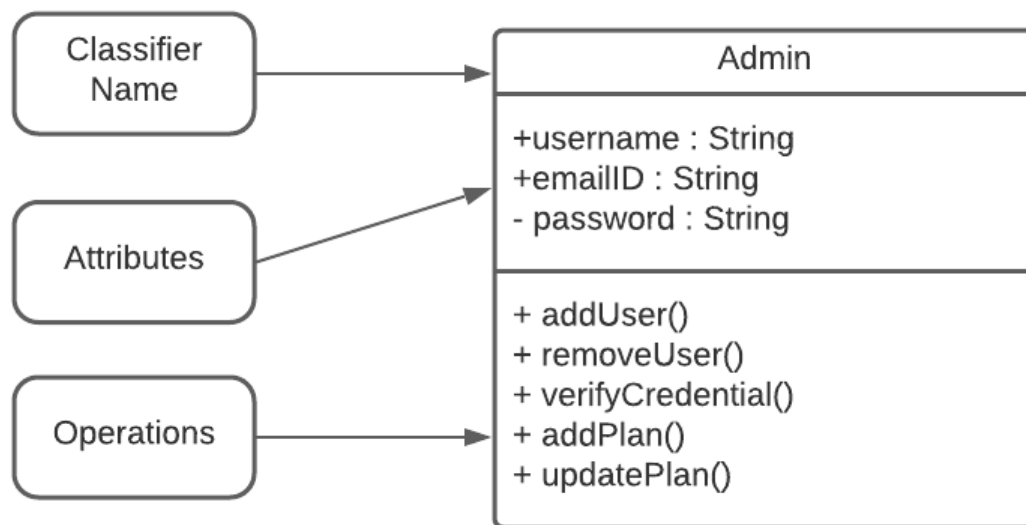 Classifier
Name
Admin
+username : String
+emailID : String
- password : String
Attributes
+ addUser()
+ removeUser()
+ verifyCredential()
+ addPlan()
+ updatePlan()
Operations